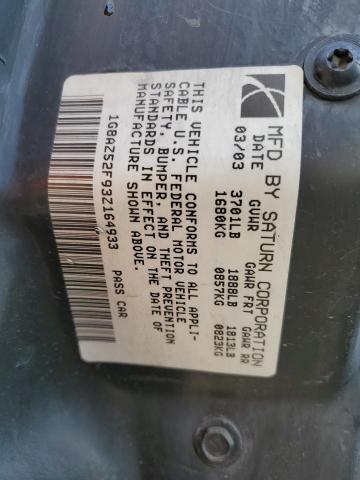 MFD BY SATURN CORPORATION
DATE GVWR GAWR FRT GAWR RR
03/03 3701LB 1888LB 1813LB
1680KG 0857KG 0823KG
THIS VEHICLE CONFORMS TO ALL APPLI-
CABLE U.S. FEDERAL MOTOR VEHICLE
SAFETY, BUMPER, AND THEFT PREVENTION
STANDARDS IN EFFECT ON THE DATE OF
MANUFACTURE SHOWN ABOVE.
1G8AZ52F93Z164933 PASS CAR